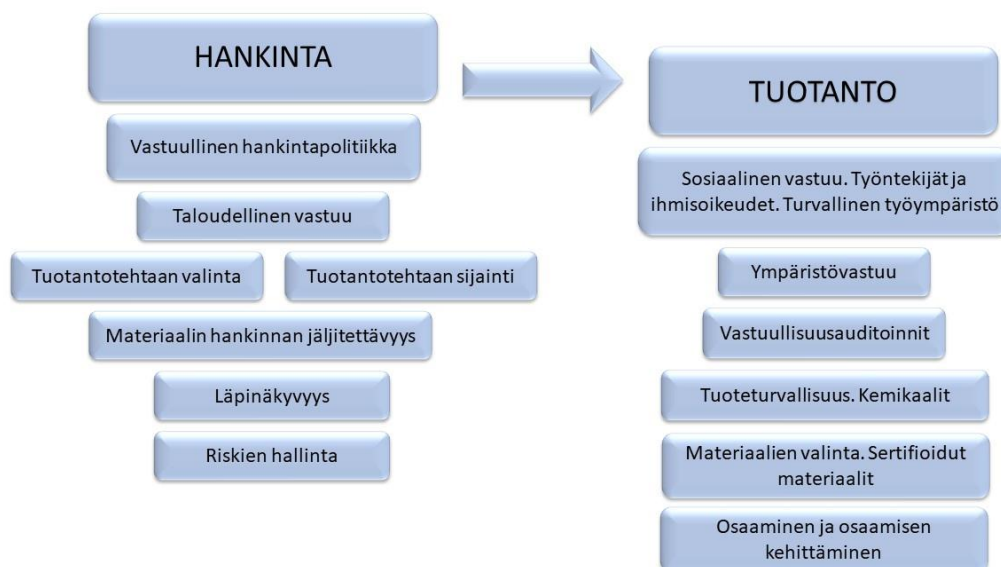 HANKINTA
Vastuullinen hankintapolitiikka
Taloudellinen vastuu
Tuotantotehtaan valinta
Tuotantotehtaan sijainti
Materiaalin hankinnan jäljitettävyys
Läpinäkyvyys
Riskien hallinta
TUOTANTO
Sosiaalinen vastuu. Työntekijät ja
ihmisoikeudet. Turvallinen työympäristö
Ympäristövastuu
Vastuullisuusauditoinnit
Tuoteturvallisuus. Kemikaalit
Materiaalien valinta. Sertifioidut
materiaalit
Osaaminen ja osaamisen
kehittäminen